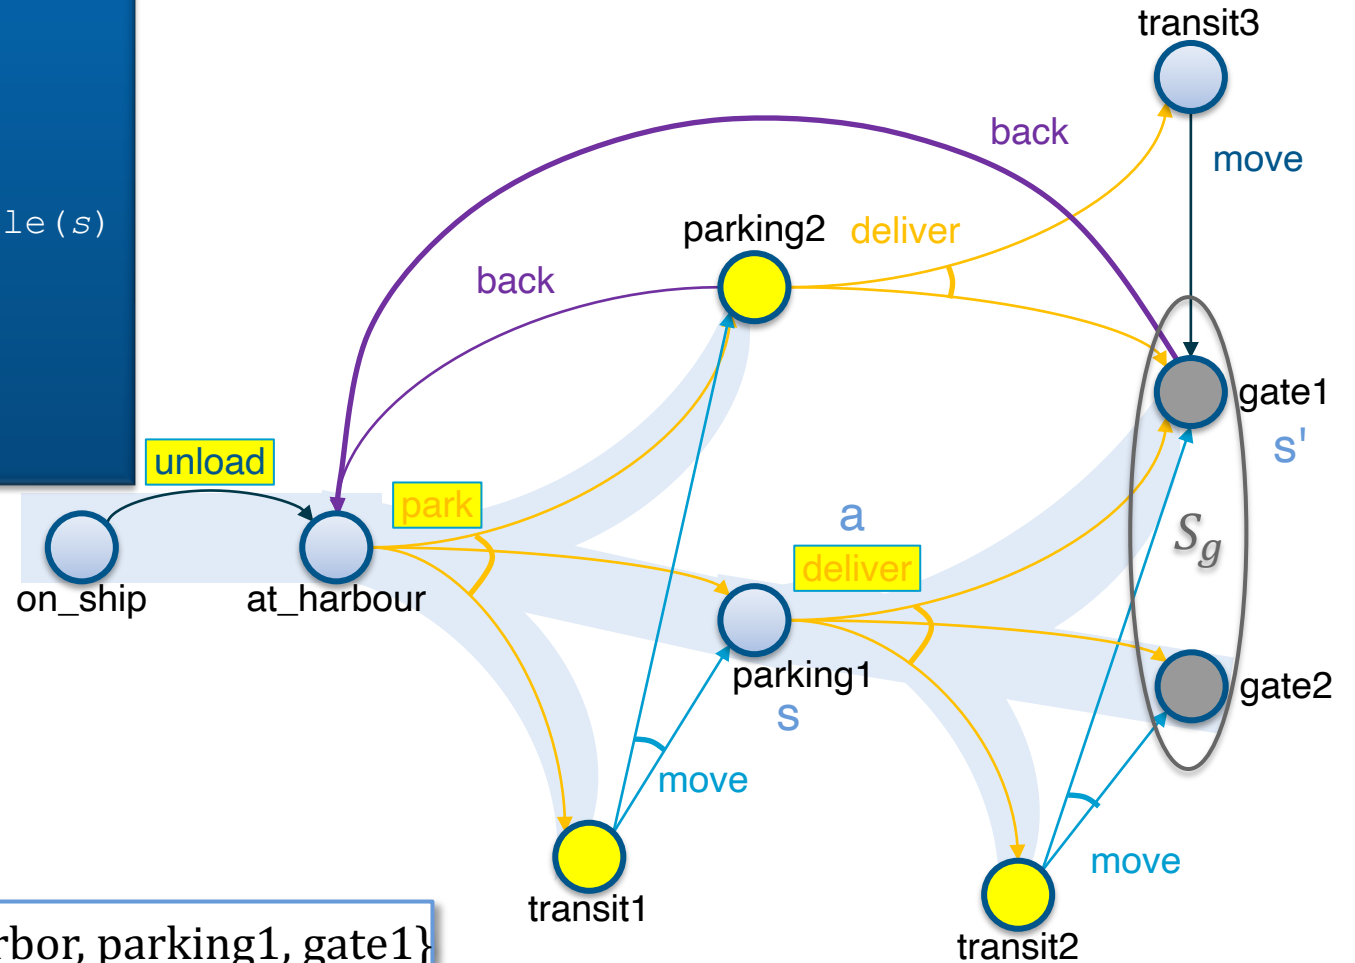 transit3
back
move
le(s)
parking2
deliver
back
gate1
s'
unload
park
a
S_g
deliver
on_ship
at_harbour
parking1
gate2
s
move
move
transit1
transit2
rbor, parking1, gate1}